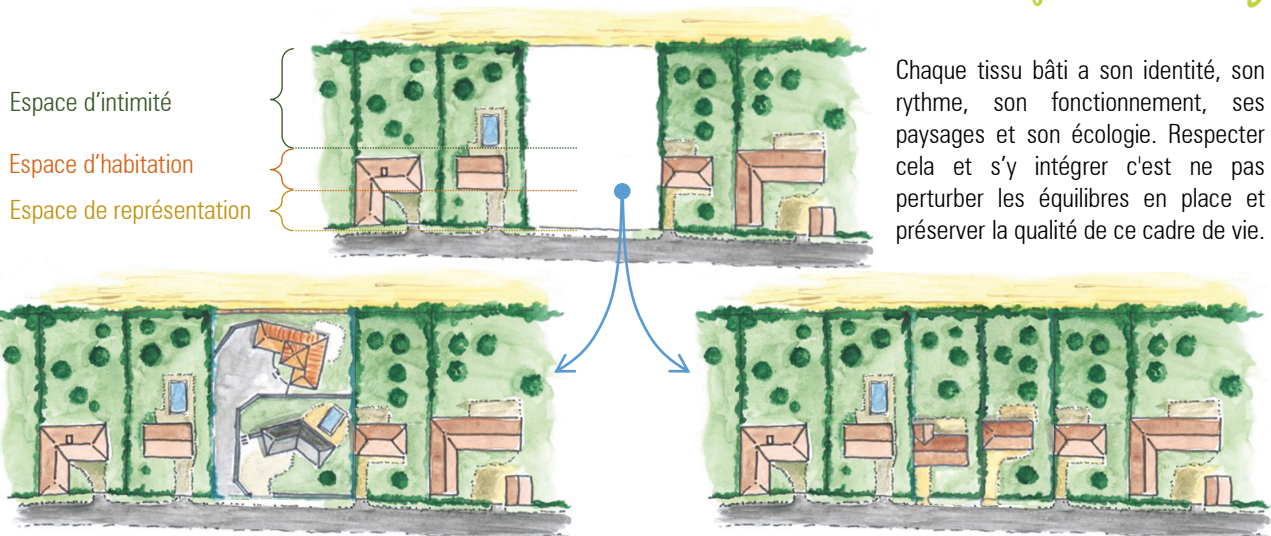 Espace d’intimité
Espace d’habitation
Espace de représentation
Chaque tissu bâti a son identité, son
rythme, son fonctionnement, ses
paysages et son écologie. Respecter
cela et s’y intégrer c'est ne pas
perturber les équilibres en place et
préserver la qualité de ce cadre de vie.